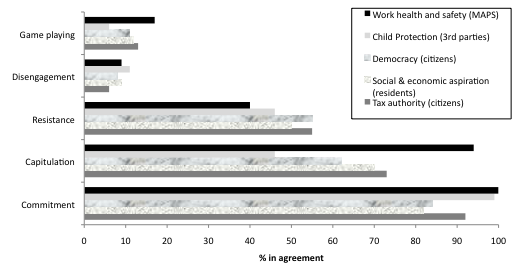 Work health and safety (MAPS)
Child Protection (3rd parties)
Democracy (citizens)
Social & economic aspiration
(residents)
Tax authority (citizens)
Game playing
Disengagement
Resistance
Capitulation
Commitment
0 10 20 30 40 50 60 70 80 90 100
% in agreement